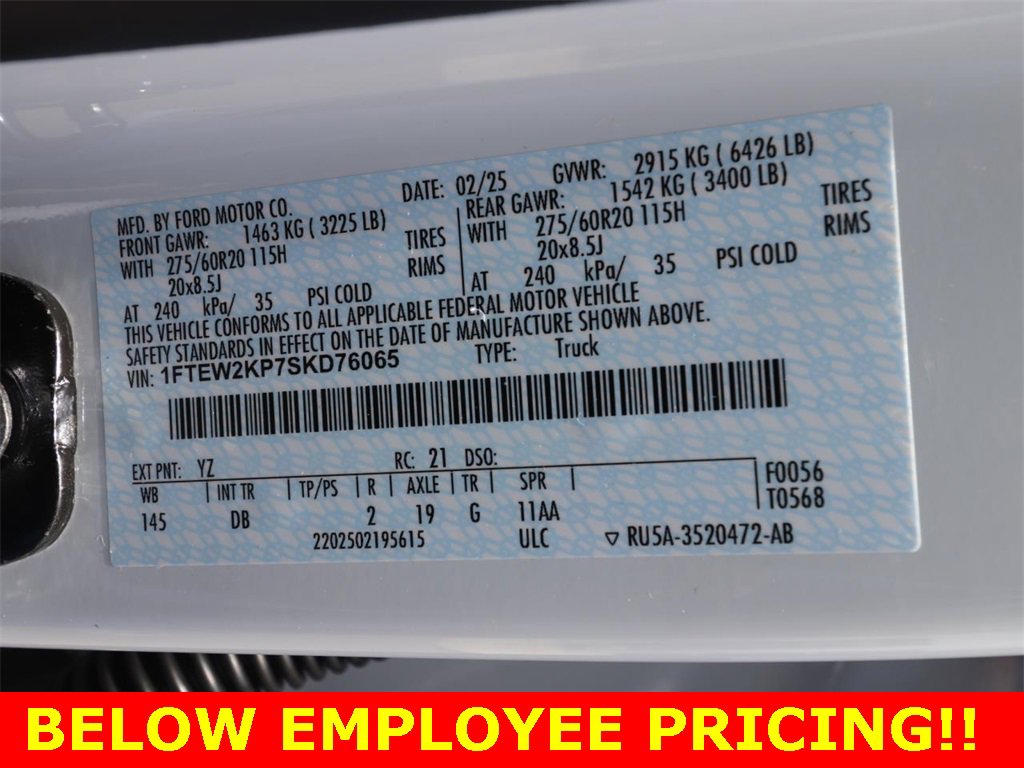 MFD. BY FORD MOTOR CO. DATE: 02/25 GVWR: 2915 KG ( 6426 LB)
FRONT GAWR: 1463 KG ( 3225 LB) REAR GAWR: 1542 KG ( 3400 LB)
WITH 275/60R20 115H TIRES WITH 275/60R20 115H TIRES
20x8.5J RIMS 20x8.5J RIMS
AT 240 kPa/ 35 PSI COLD AT 240 kPa/ 35 PSI COLD
THIS VEHICLE CONFORMS TO ALL APPLICABLE FEDERAL MOTOR VEHICLE
SAFETY STANDARDS IN EFFECT ON THE DATE OF MANUFACTURE SHOWN ABOVE.
VIN: 1FTEW2KP7SKD76065 TYPE: Truck
EXT PNT: YZ RC: 21 DSO:
WB INT TR TP/PS R AXLE TR SPR F0056
145 DB 2 19 G 11AA T0568
2202502195615 ULC ▽ RU5A-3520472-AB
BELOW EMPLOYEE PRICING!!